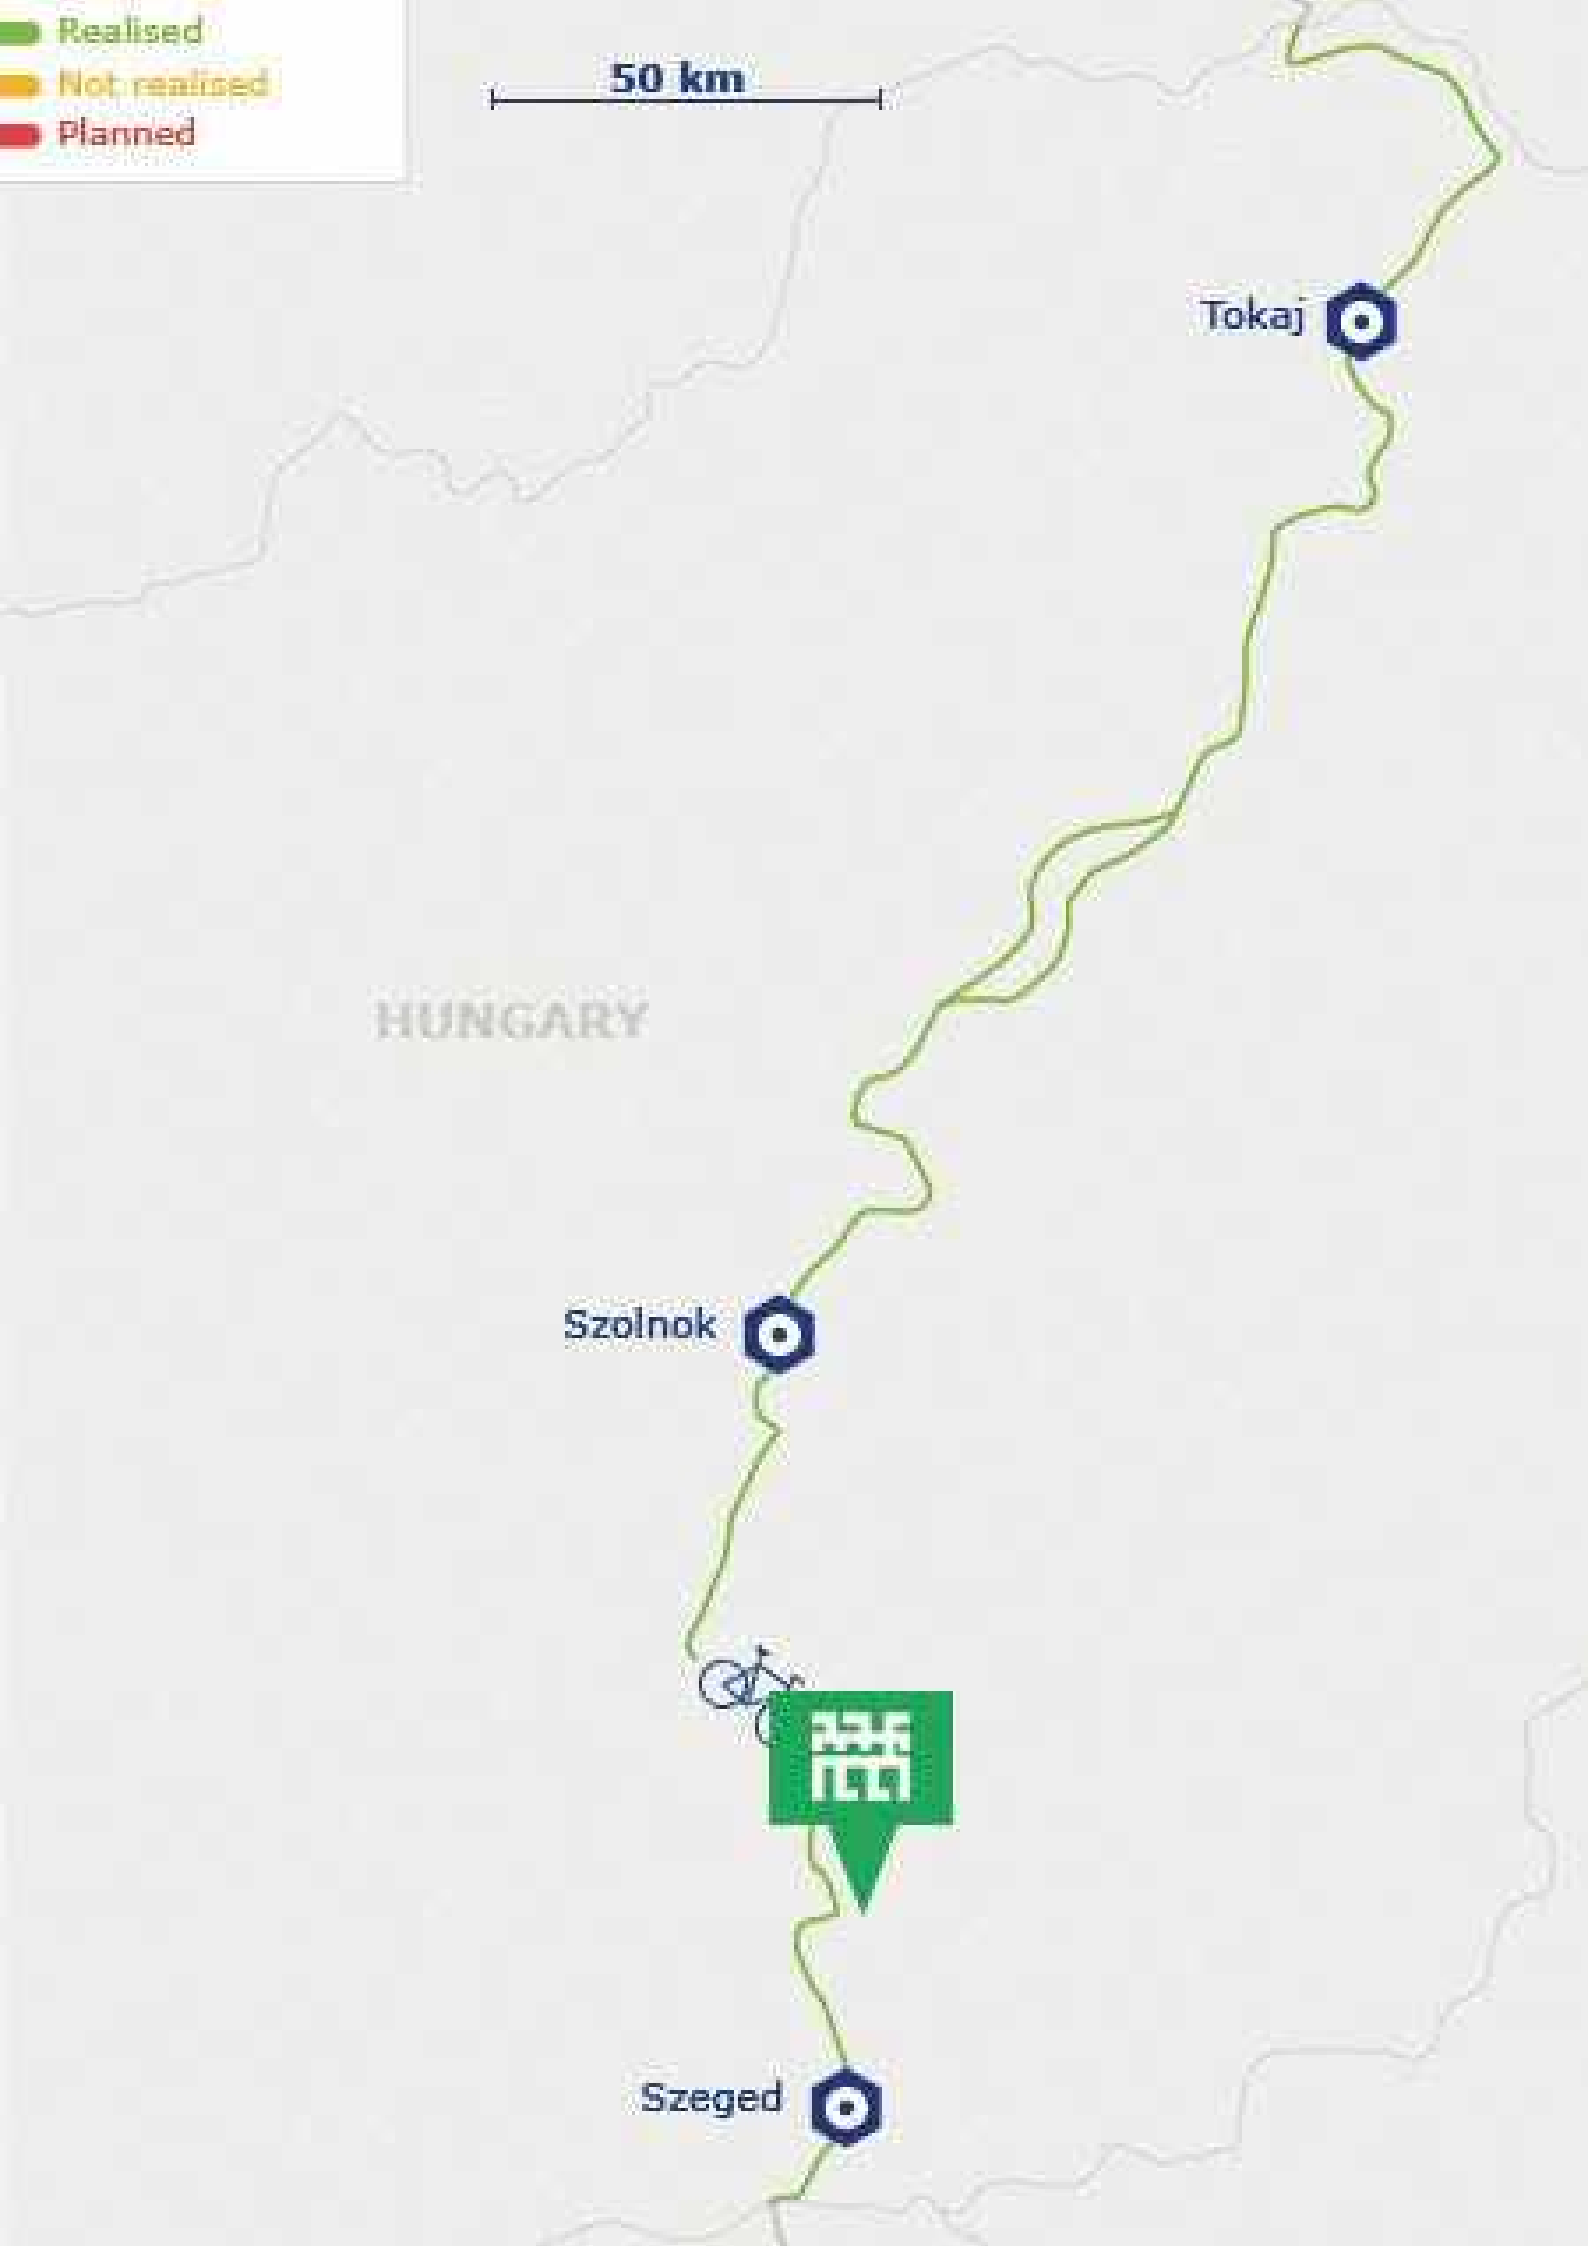 Realised
Not realised
Planned
50 km
Tokaj
HUNGARY
Szolnok
Szeged